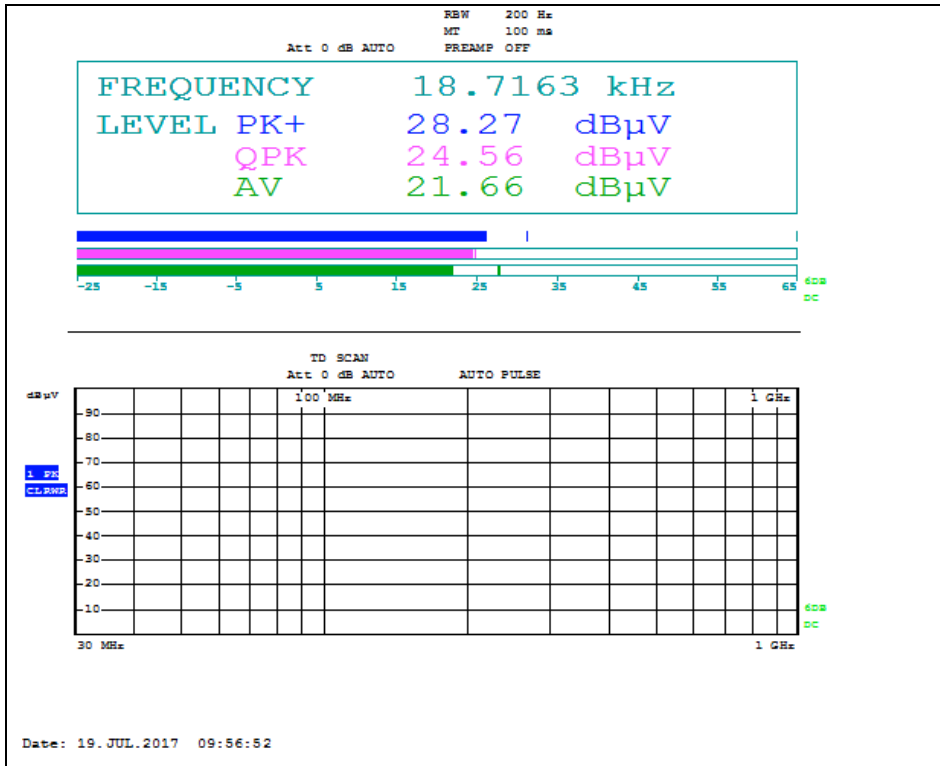 RBW 200 Hz
MT 100 ms
Att 0 dB AUTO PREAMP OFF
FREQUENCY 18.7163 kHz
LEVEL PK+ 28.27 dBµV
QPK 24.56 dBµV
AV 21.66 dBµV
-25 -15 -5 5 15 25 35 45 55 65 6DB
DC
TD SCAN
Att 0 dB AUTO AUTO PULSE
dBµV
100 MHz 1 GHz
90
80
70
1 PK
60
CLRWR
50
40
30
20
10 6DB
DC
30 MHz 1 GHz
Date: 19.JUL.2017 09:56:52